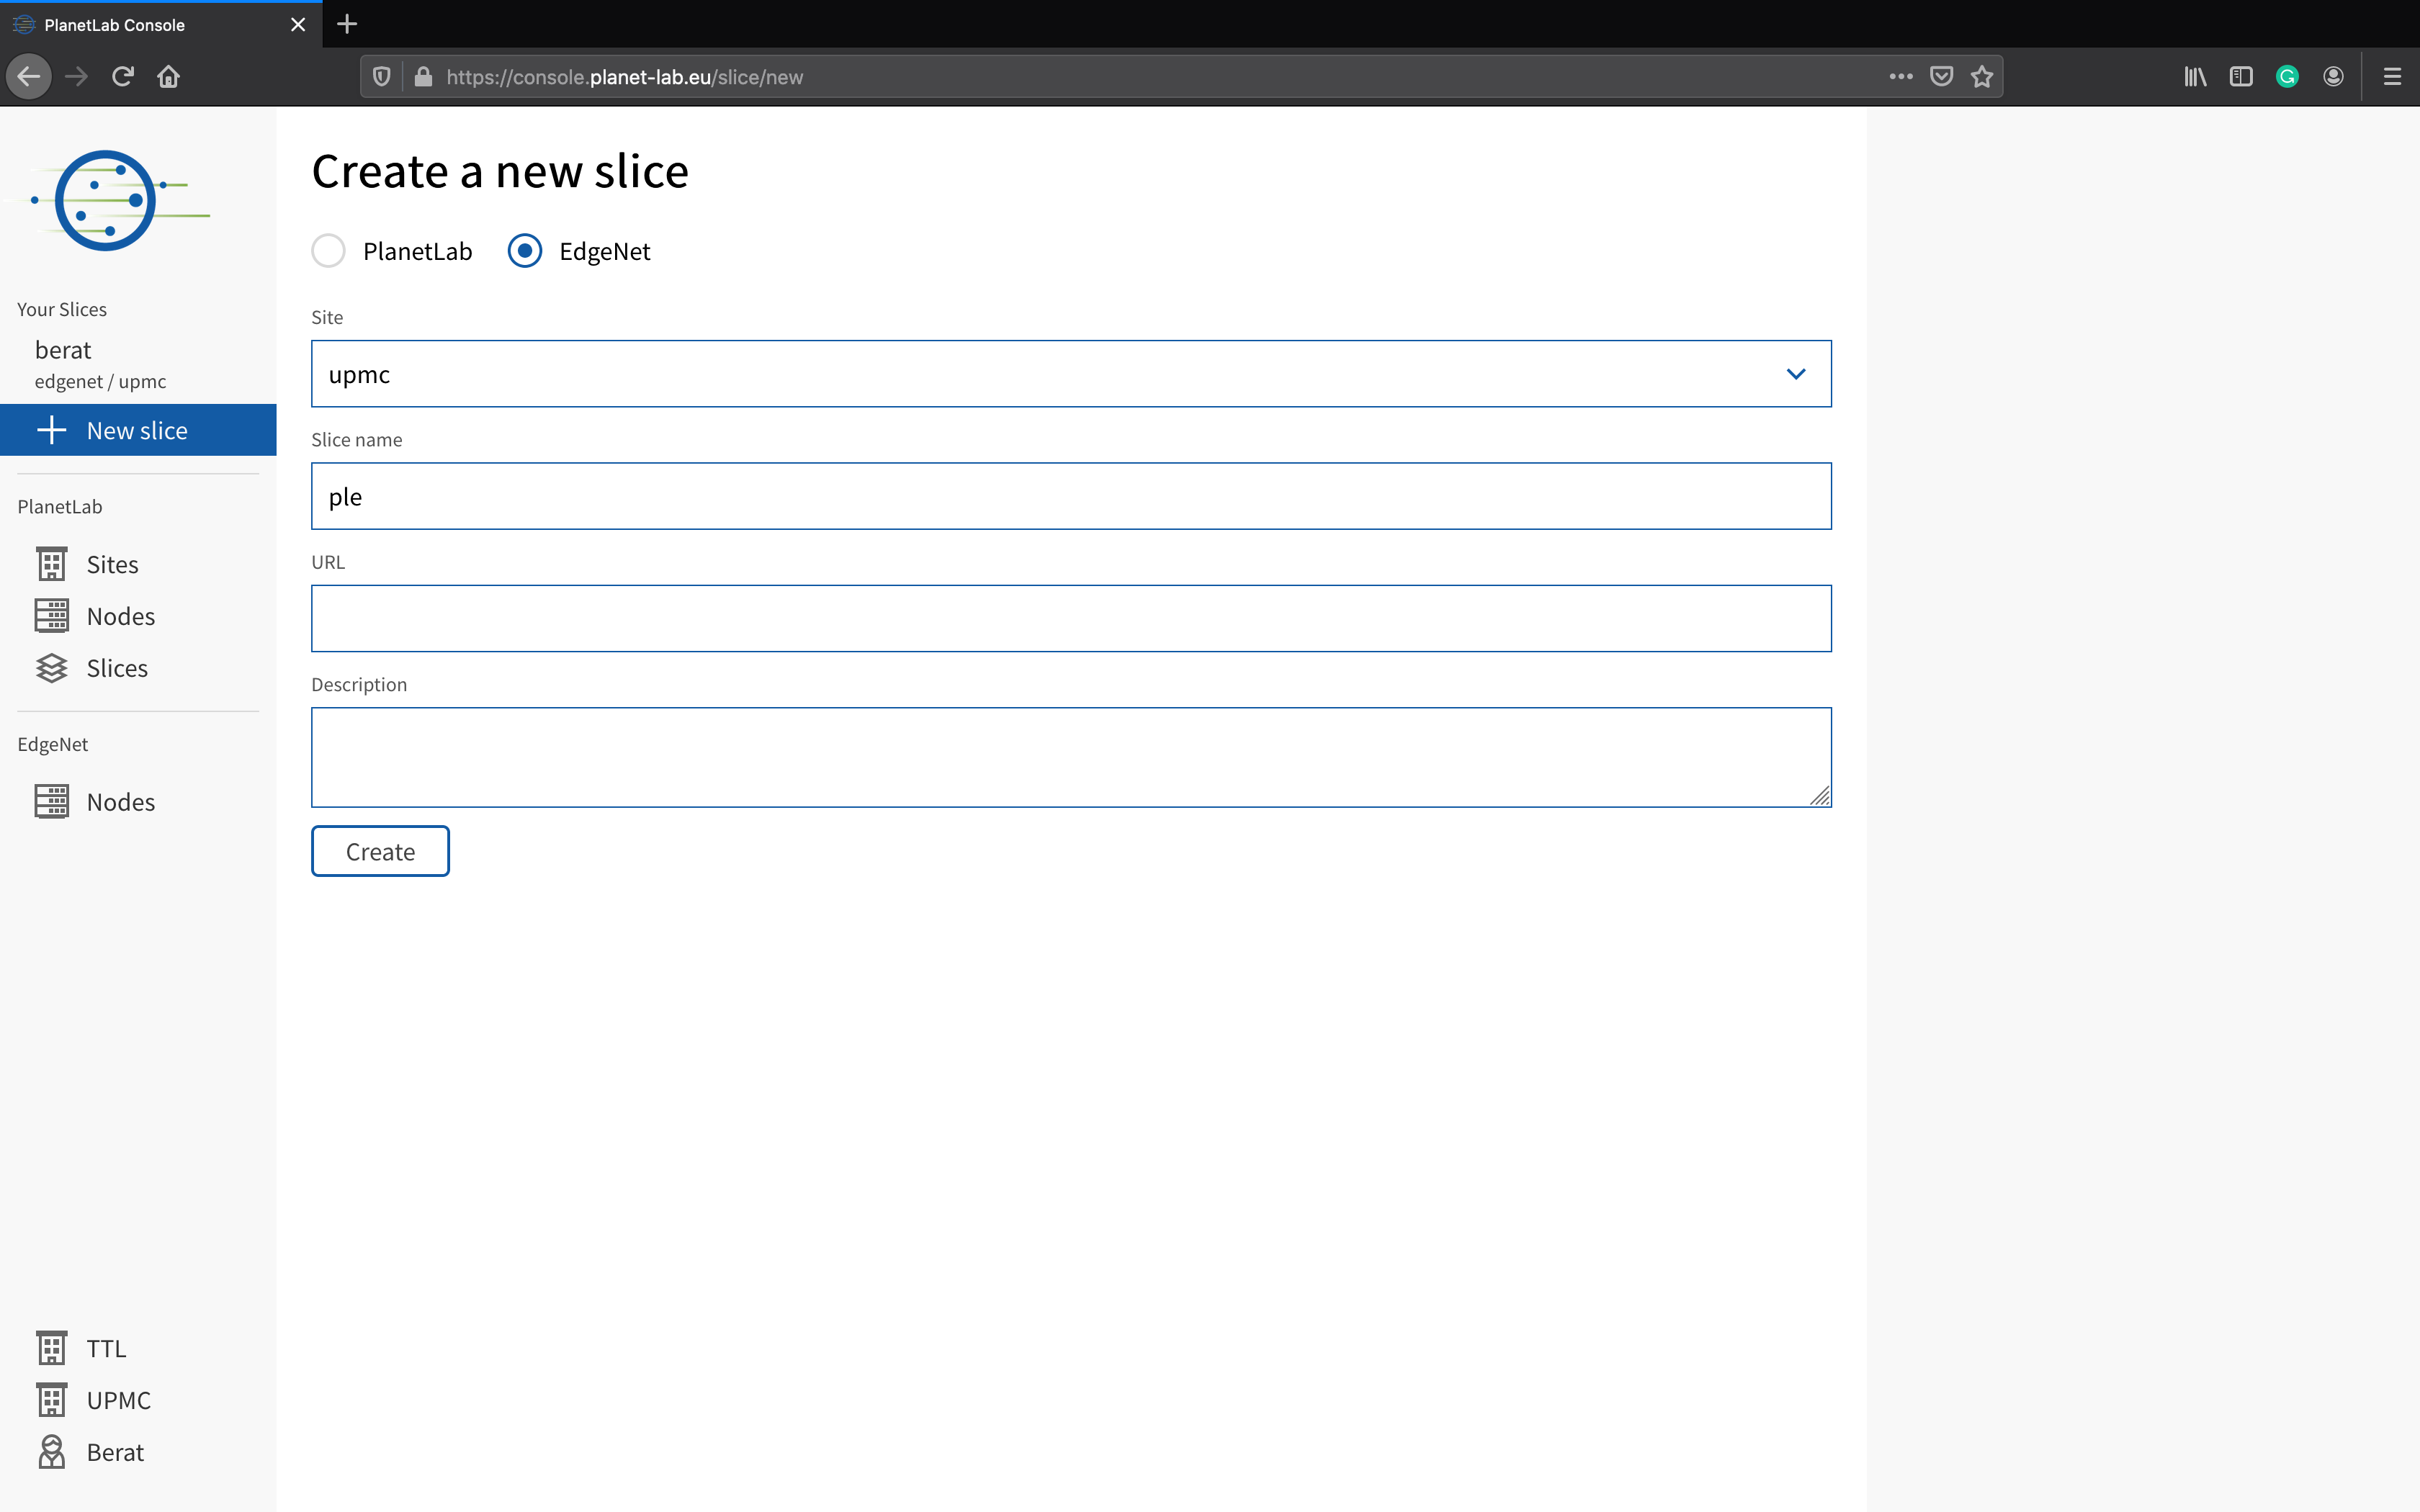 PlanetLab Console
https://console.planet-lab.eu/slice/new
Your Slices
berat
edgenet / upmc
New slice
PlanetLab
Sites
Nodes
Slices
EdgeNet
Nodes
TTL
UPMC
Berat
Create a new slice
PlanetLab EdgeNet
Site
upmc
Slice name
ple
URL
Description
Create